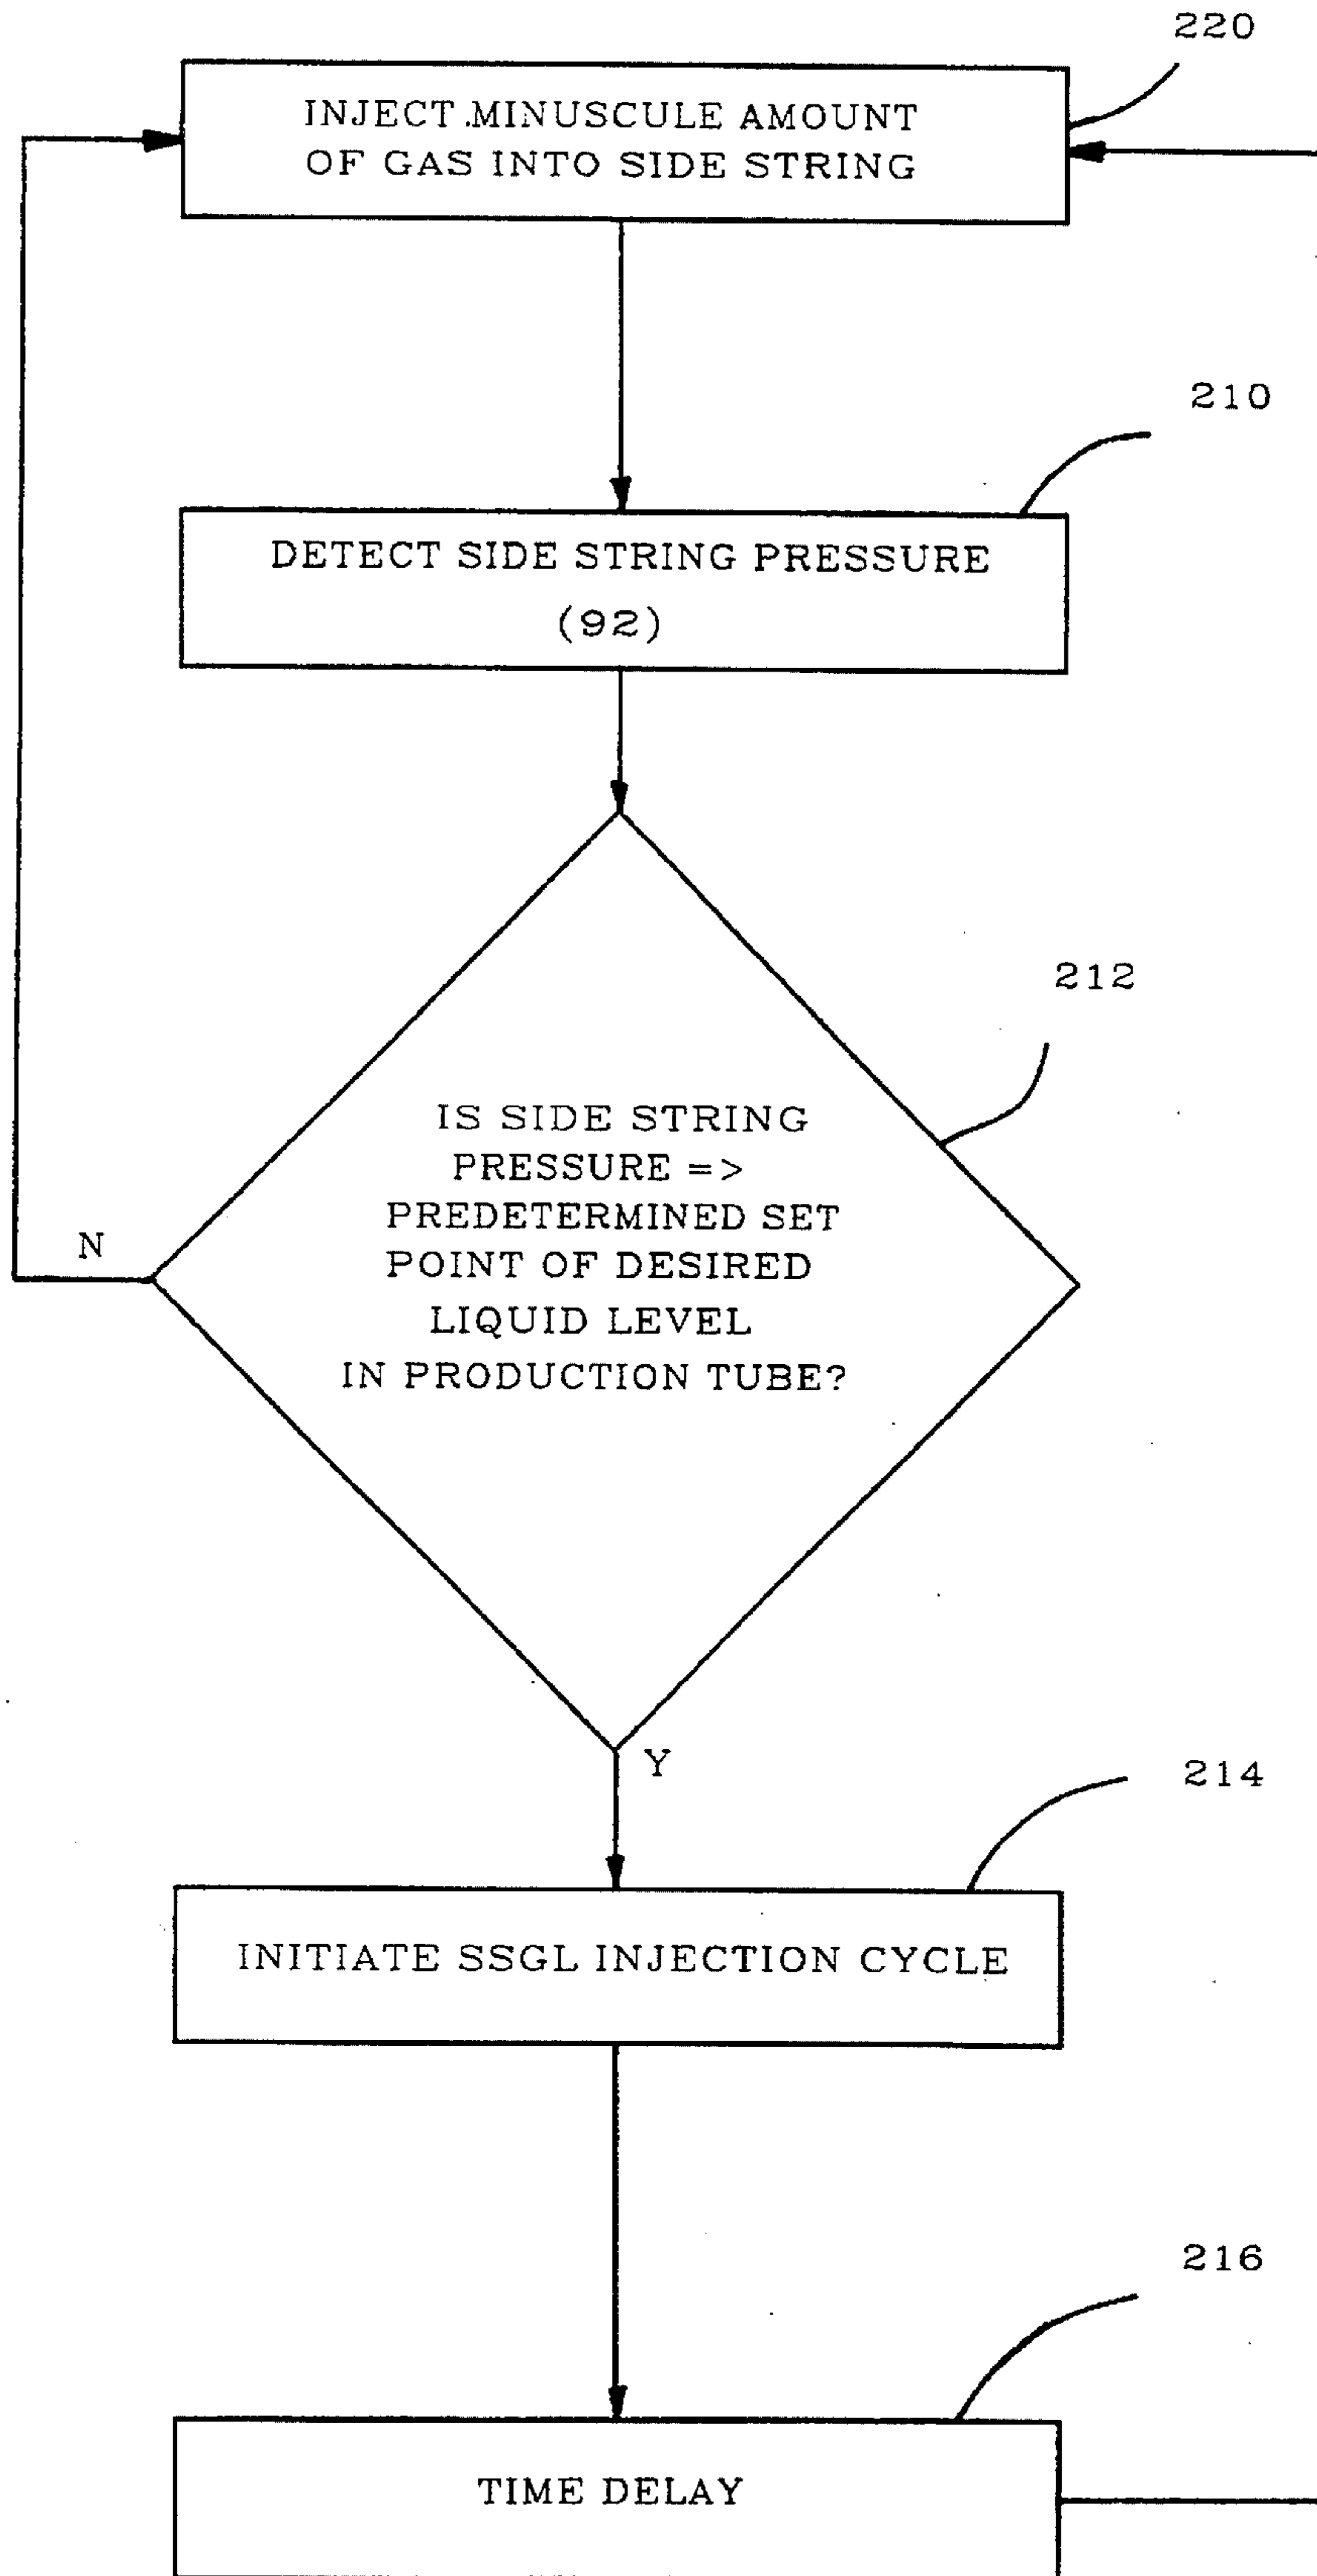 220
INJECT MINUSCULE AMOUNT
OF GAS INTO SIDE STRING
210
DETECT SIDE STRING PRESSURE
(92)
212
IS SIDE STRING
PRESSURE =>
PREDETERMINED SET
POINT OF DESIRED
LIQUID LEVEL
IN PRODUCTION TUBE?
N
Y
214
INITIATE SSGL INJECTION CYCLE
216
TIME DELAY